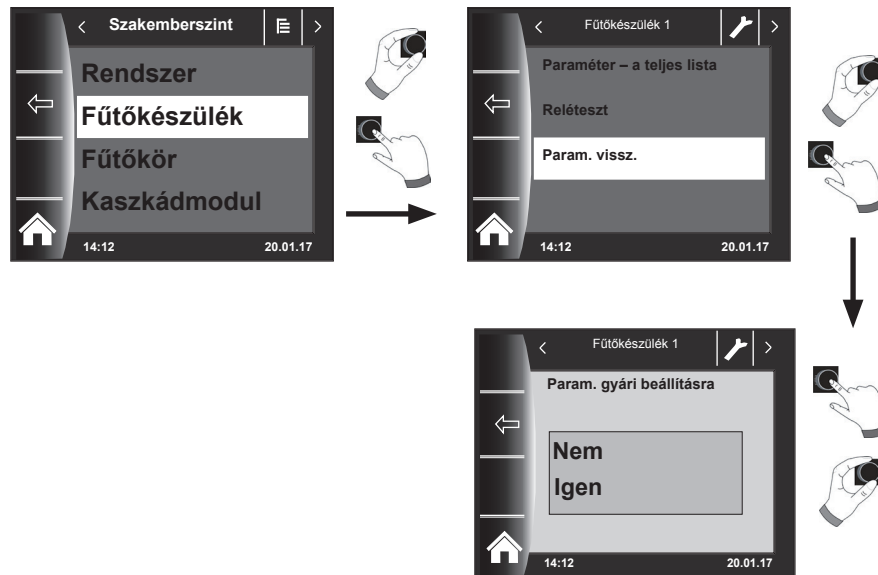 Szakemberszint
Rendszer
Fűtőkészülék
Fűtőkör
Kaszkádmodul
14:12
20.01.17
Fűtőkészülék 1
Paraméter – a teljes lista
Reléteszt
Param. vissz.
14:12
20.01.17
Fűtőkészülék 1
Param. gyári beállításra
Nem
Igen
14:12
20.01.17